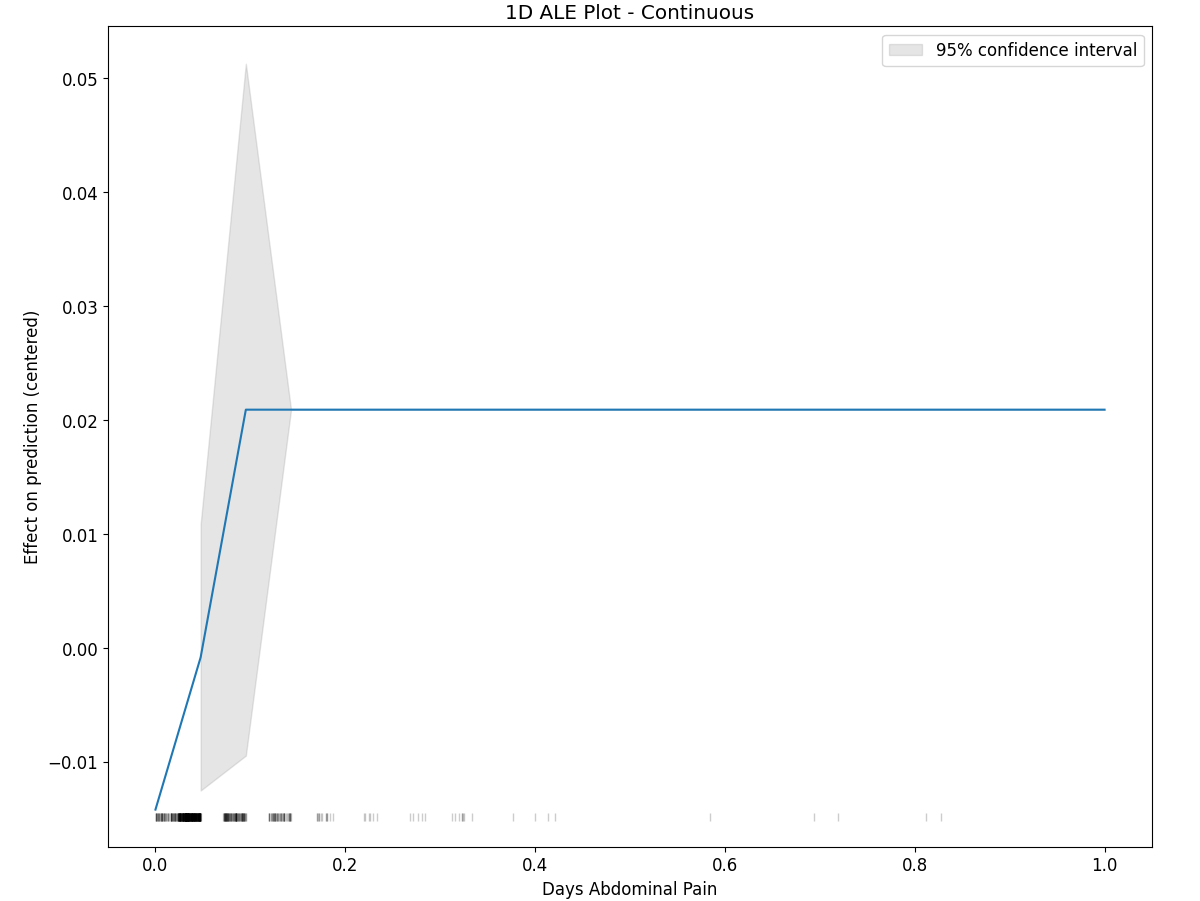 1D ALE Plot - Continuous
95% confidence interval
0.05
0.04
0.03
0.02
0.01
0.00
−0.01
Effect on prediction (centered)
0.0 0.2 0.4 0.6 0.8 1.0
Days Abdominal Pain